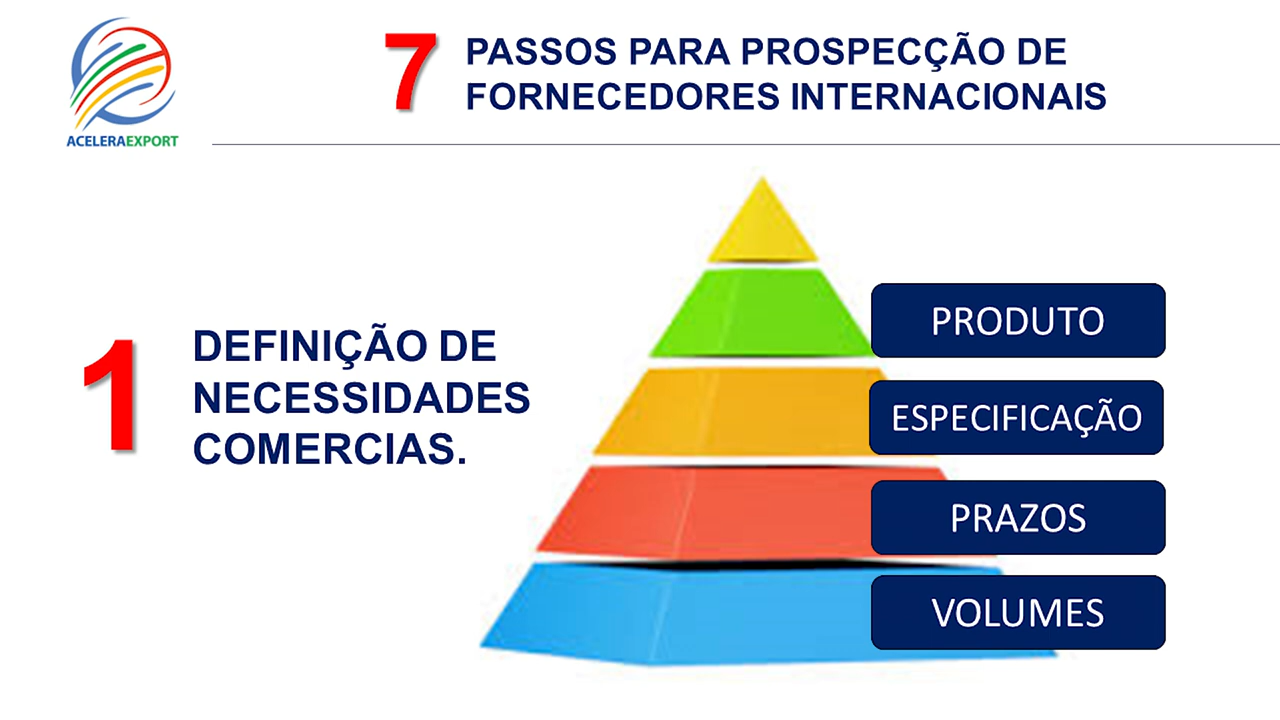 ACELERAEXPORT
7
PASSOS PARA PROSPECÇÃO DE
FORNECEDORES INTERNACIONAIS
1
DEFINIÇÃO DE
NECESSIDADES
COMERCIAS.
PRODUTO
ESPECIFICAÇÃO
PRAZOS
VOLUMES